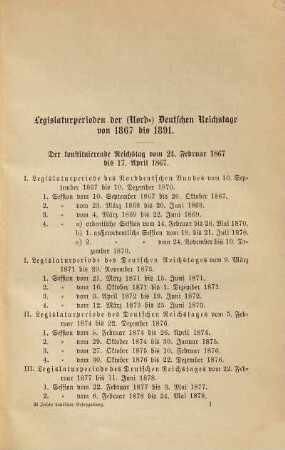 Legislaturperioden der (Nord-) Deutschen Reichstage
von 1867 bis 1891.
Der konstituierende Reichstag vom 24. Februar 1867
bis 17. April 1867.
I. Legislaturperiode des Norddeutschen Bundes vom 10. Sep-
tember 1867 bis 10. Dezember 1870.
1. Session vom 10. September 1867 bis 26. Oktober 1867.
2. " vom 23. März 1868 bis 20. Juni 1868.
3. " vom 4. März 1869 bis 22. Juni 1869.
4. " a) ordentliche Session vom 14. Februar bis 26. Mai 1870.
b) 1. außerordentliche Session vom 19. bis 21. Juli 1870
c) 2. " " vom 24. November bis 10. De-
zember 1870.
I. Legislaturperiode des Deutschen Reichstages vom 9. März
1871 bis 29. November 1873.
1. Session vom 21. März 1871 bis 15. Juni 1871.
2. " vom 16. Oktober 1871 bis 1. Dezember 1871.
3. " vom 8. April 1872 bis 19. Juni 1872.
4. " vom 12. März 1873 bis 25. Juni 1873.
II. Legislaturperiode des Deutschen Reichstages vom 5. Feb-
ruar 1874 bis 22. Dezember 1876.
1. Session vom 5. Februar 1874 bis 26. April 1874.
2. " vom 29. Oktober 1874 bis 30. Januar 1875.
3. " vom 27. Oktober 1875 bis 10. Februar 1876.
4. " vom 30. Oktober 1876 bis 22. Dezember 1876.
III. Legislaturperiode des Deutschen Reichstages vom 22. Feb-
ruar 1877 bis 11. Juni 1878.
1. Session vom 22. Februar 1877 bis 3. Mai 1877.
2. " vom 6. Februar 1878 bis 24. Mai 1878.
Jahre deutscher Gesetzgebung. 1